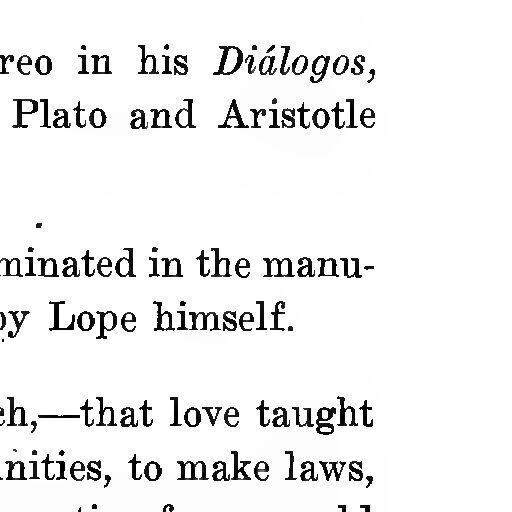 reo in his Diálogos,
Plato and Aristotle
minated in the manu-
by Lope himself.
ch,—that love taught
nities, to make laws,